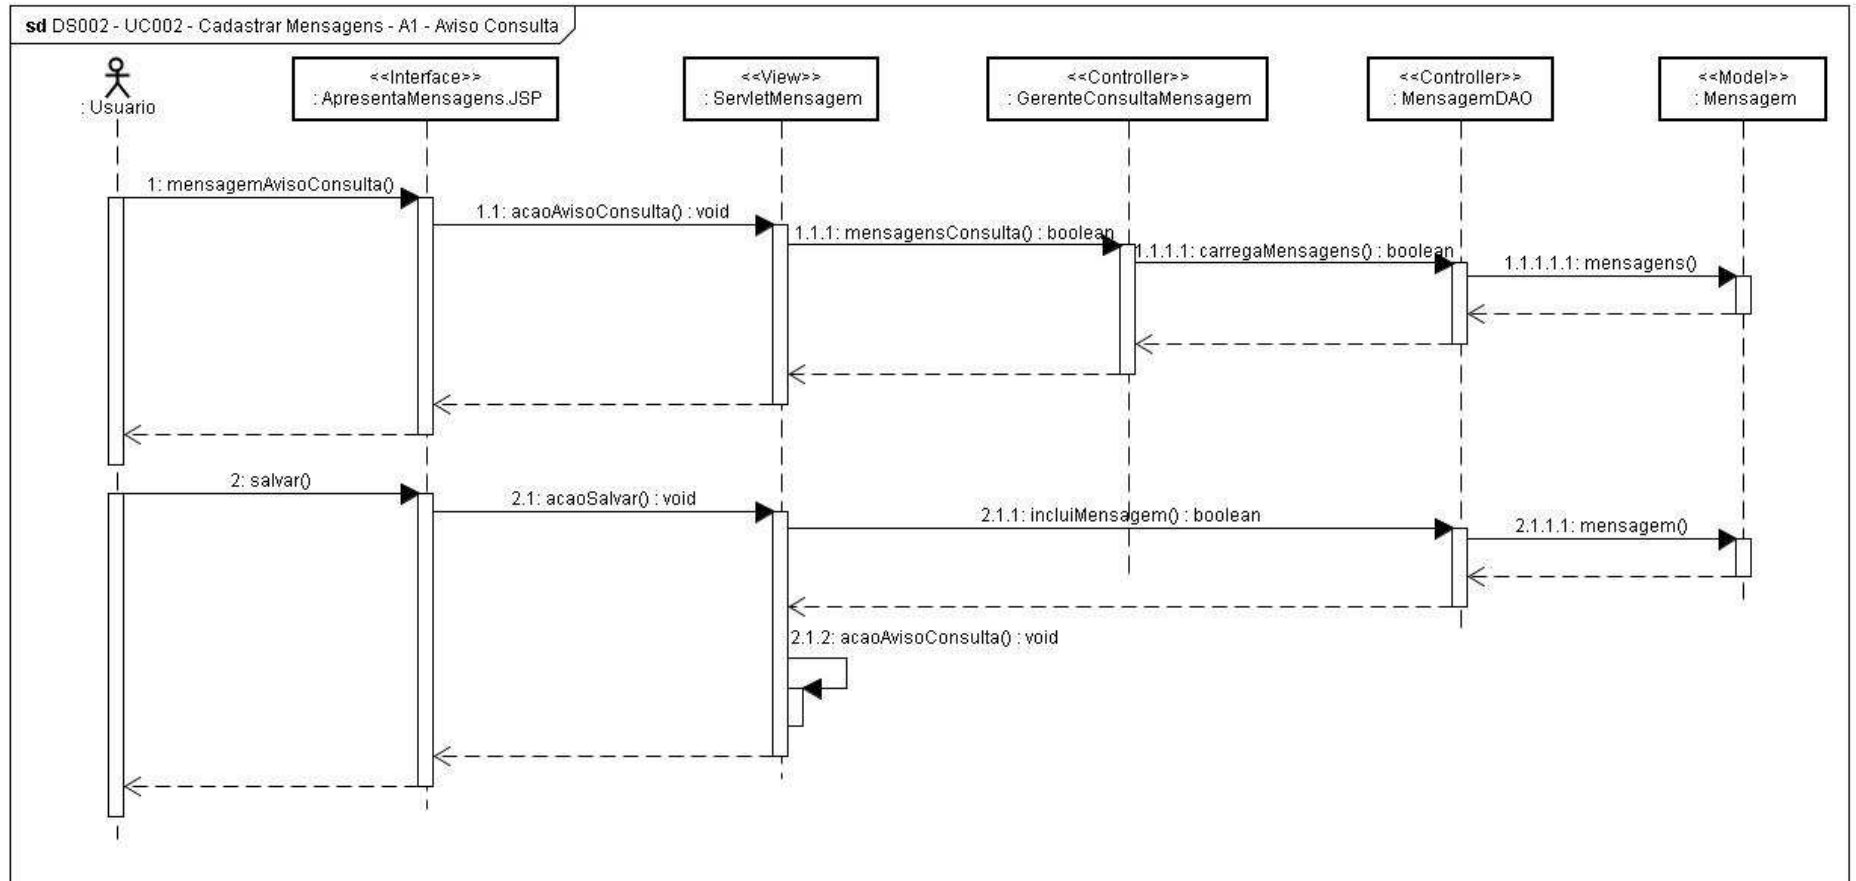 sd DS002 - UC002 - Cadastrar Mensagens - A1 - Aviso Consulta
: Usuario
<<Interface>>
: ApresentaMensagens.JSP
<<View>>
: ServletMensagem
<<Controller>>
: GerenteConsultaMensagem
<<Controller>>
: MensagemDAO
<<Model>>
: Mensagem
1: mensagemAvisoConsulta()
1.1: acaoAvisoConsulta() : void
1.1.1: mensagensConsulta() : boolean
1.1.1.1: carregaMensagens() : boolean
1.1.1.1.1: mensagens()
2: salvar()
2.1: acaoSalvar() : void
2.1.1: incluiMensagem() : boolean
2.1.1.1: mensagem()
2.1.2: acaoAvisoConsulta() : void